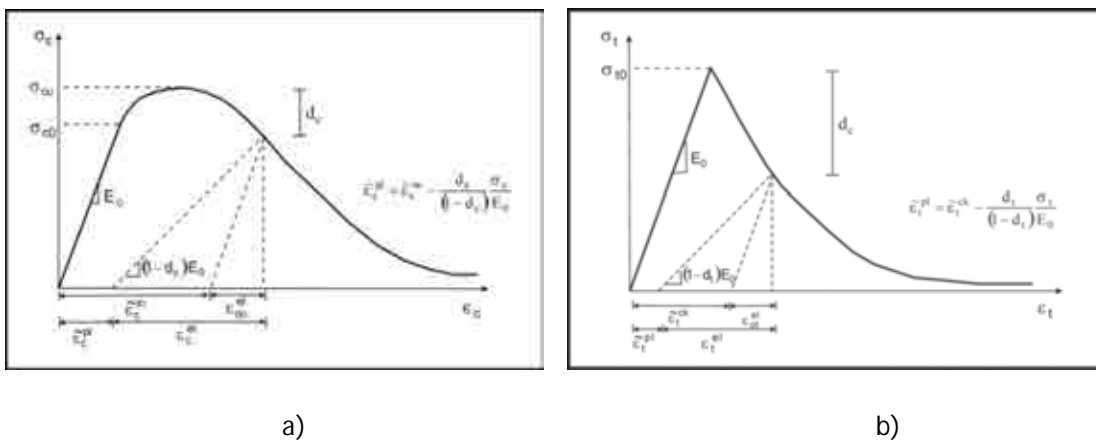 σc
σcu
σc0
dc
E0
ε̃c^pl = ε̃c^in − dc/(1−dc) σc/E0
(1−dc)E0
εc
ε̃c^in ε0c^el
ε̃c^pl εc^el
a)
σt
σt0
dc
E0
ε̃t^pl = ε̃t^ck − dt/(1−dt) σt/E0
(1−dt)E0
εt
ε̃t^ck ε0t^el
ε̃t^pl εt^el
b)